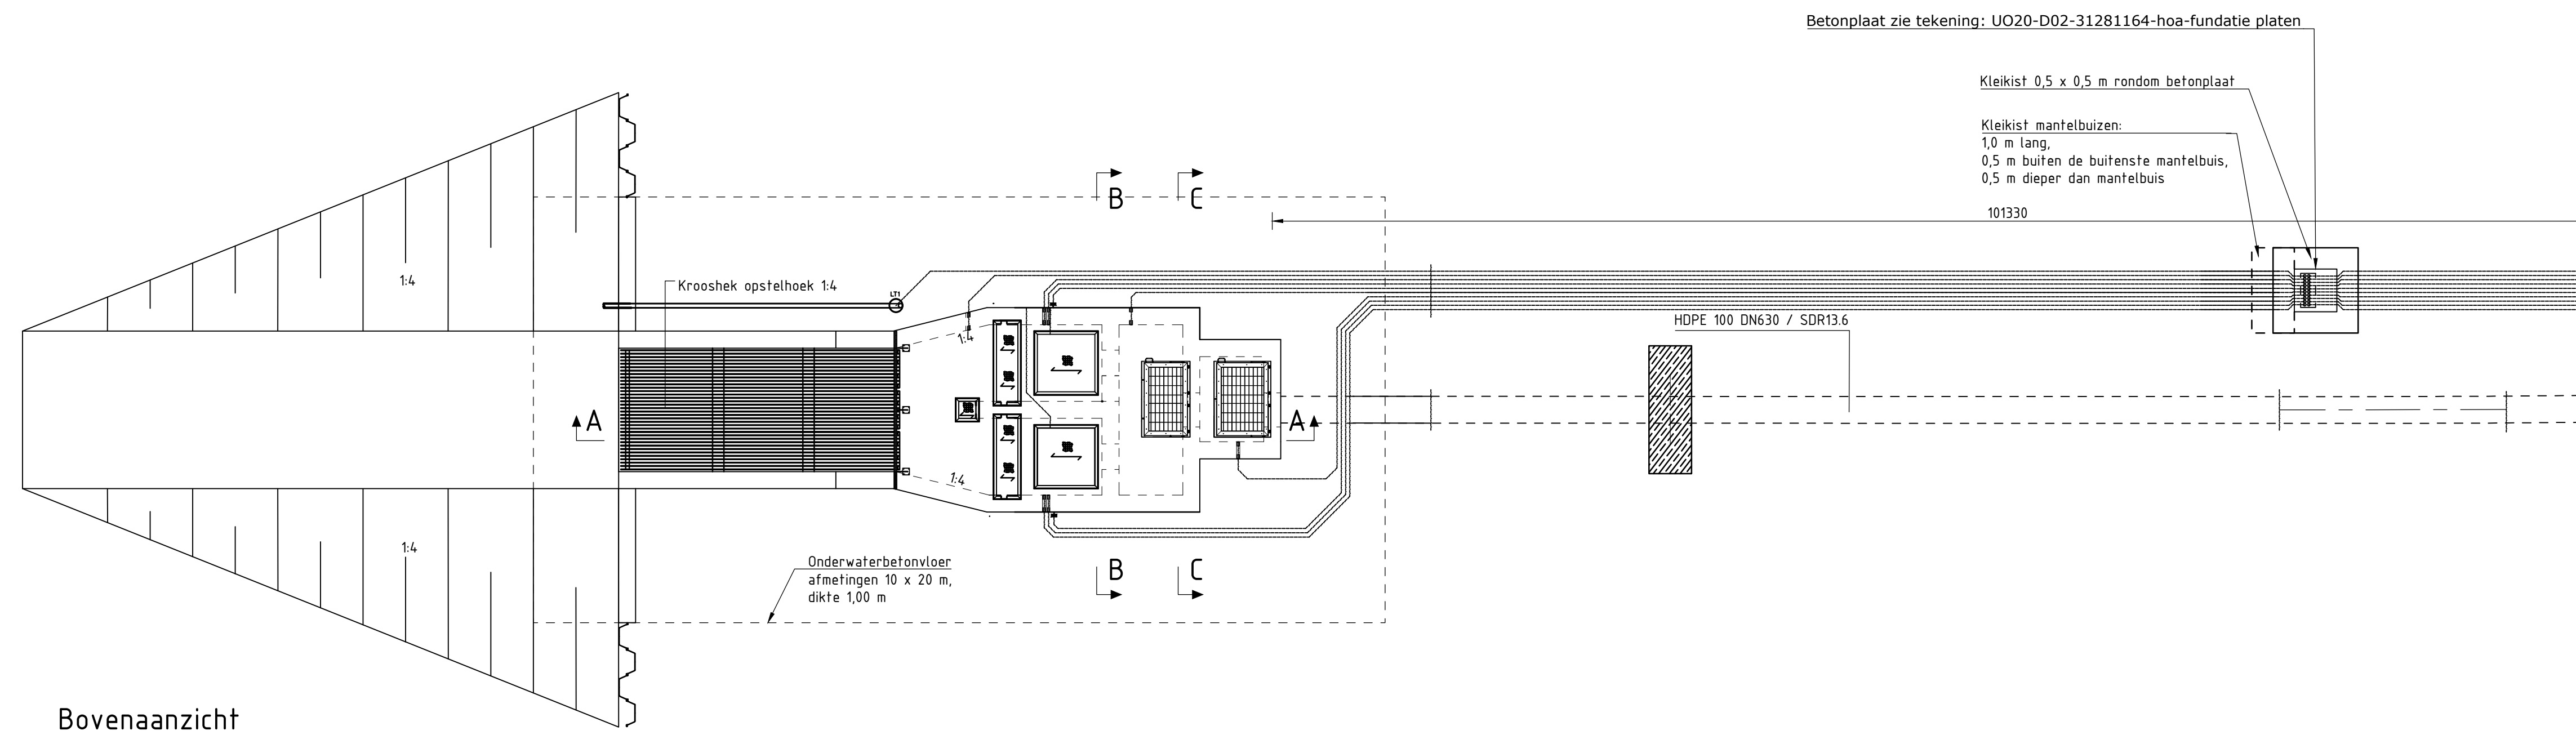 Betonplaat zie tekening: UO20-D02-31281164-hoa-fundatie platen
Kleikist 0,5 x 0,5 m rondom betonplaat
Kleikist mantelbuizen:
1,0 m lang,
0,5 m buiten de buitenste mantelbuis,
0,5 m dieper dan mantelbuis
B
C
101330
1:4
Krooshek opstelhoek 1:4
LT1
HDPE 100 DN630 / SDR13.6
1:4
A
A
1:4
1:4
Onderwaterbetonvloer
afmetingen 10 x 20 m,
dikte 1,00 m
B
C
Bovenaanzicht